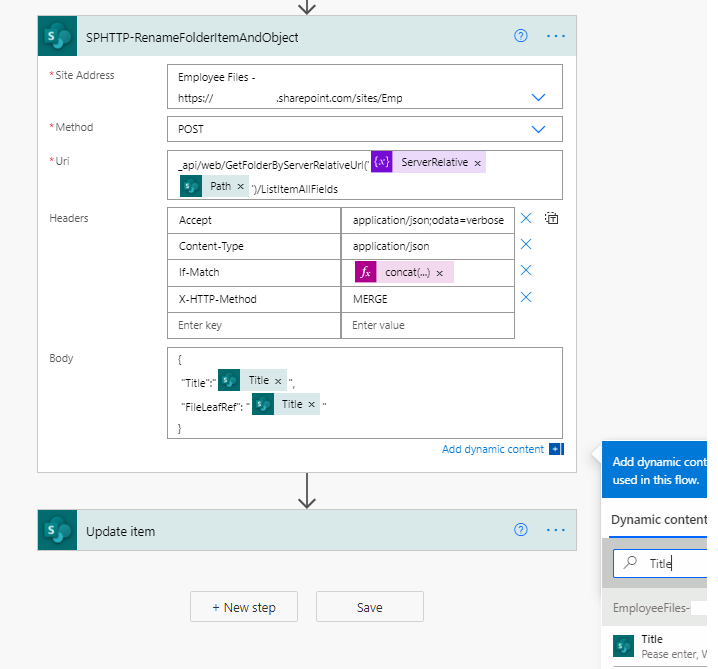 SPHTTP-RenameFolderItemAndObject
* Site Address
Employee Files -
https:// .sharepoint.com/sites/Emp
* Method
POST
* Uri
_api/web/GetFolderByServerRelativeUrl(' {x} ServerRelative ×
Path × ')/ListItemAllFields
Headers
Accept application/json;odata=verbose
Content-Type application/json
If-Match fx concat(...) ×
X-HTTP-Method MERGE
Enter key Enter value
Body
{
"Title":" Title × ",
"FileLeafRef": " Title × "
}
Add dynamic content
Update item
+ New step
Save
Add dynamic cont
used in this flow.
Dynamic content
Title
EmployeeFiles-
Title
Pease enter, W